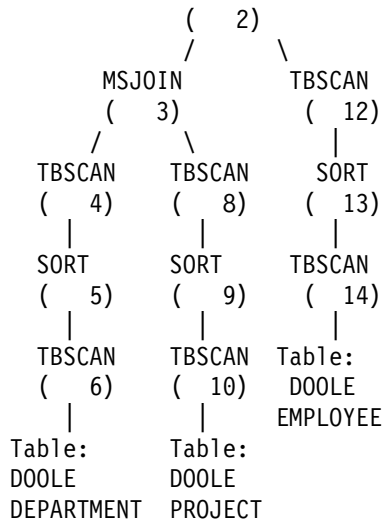 ( 2)
/ \
MSJOIN TBSCAN
( 3) ( 12)
/ \ |
TBSCAN TBSCAN SORT
( 4) ( 8) ( 13)
| | |
SORT SORT TBSCAN
( 5) ( 9) ( 14)
| | |
TBSCAN TBSCAN Table:
( 6) ( 10) DOOLE
| | EMPLOYEE
Table: Table:
DOOLE DOOLE
DEPARTMENT PROJECT